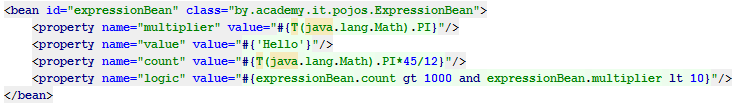 <bean id="expressionBean" class="by.academy.it.pojos.ExpressionBean">
<property name="multiplier" value="#{T(java.lang.Math).PI}"/>
<property name="value" value="#{'Hello'}"/>
<property name="count" value="#{T(java.lang.Math).PI*45/12}"/>
<property name="logic" value="#{expressionBean.count gt 1000 and expressionBean.multiplier lt 10}"/>
</bean>